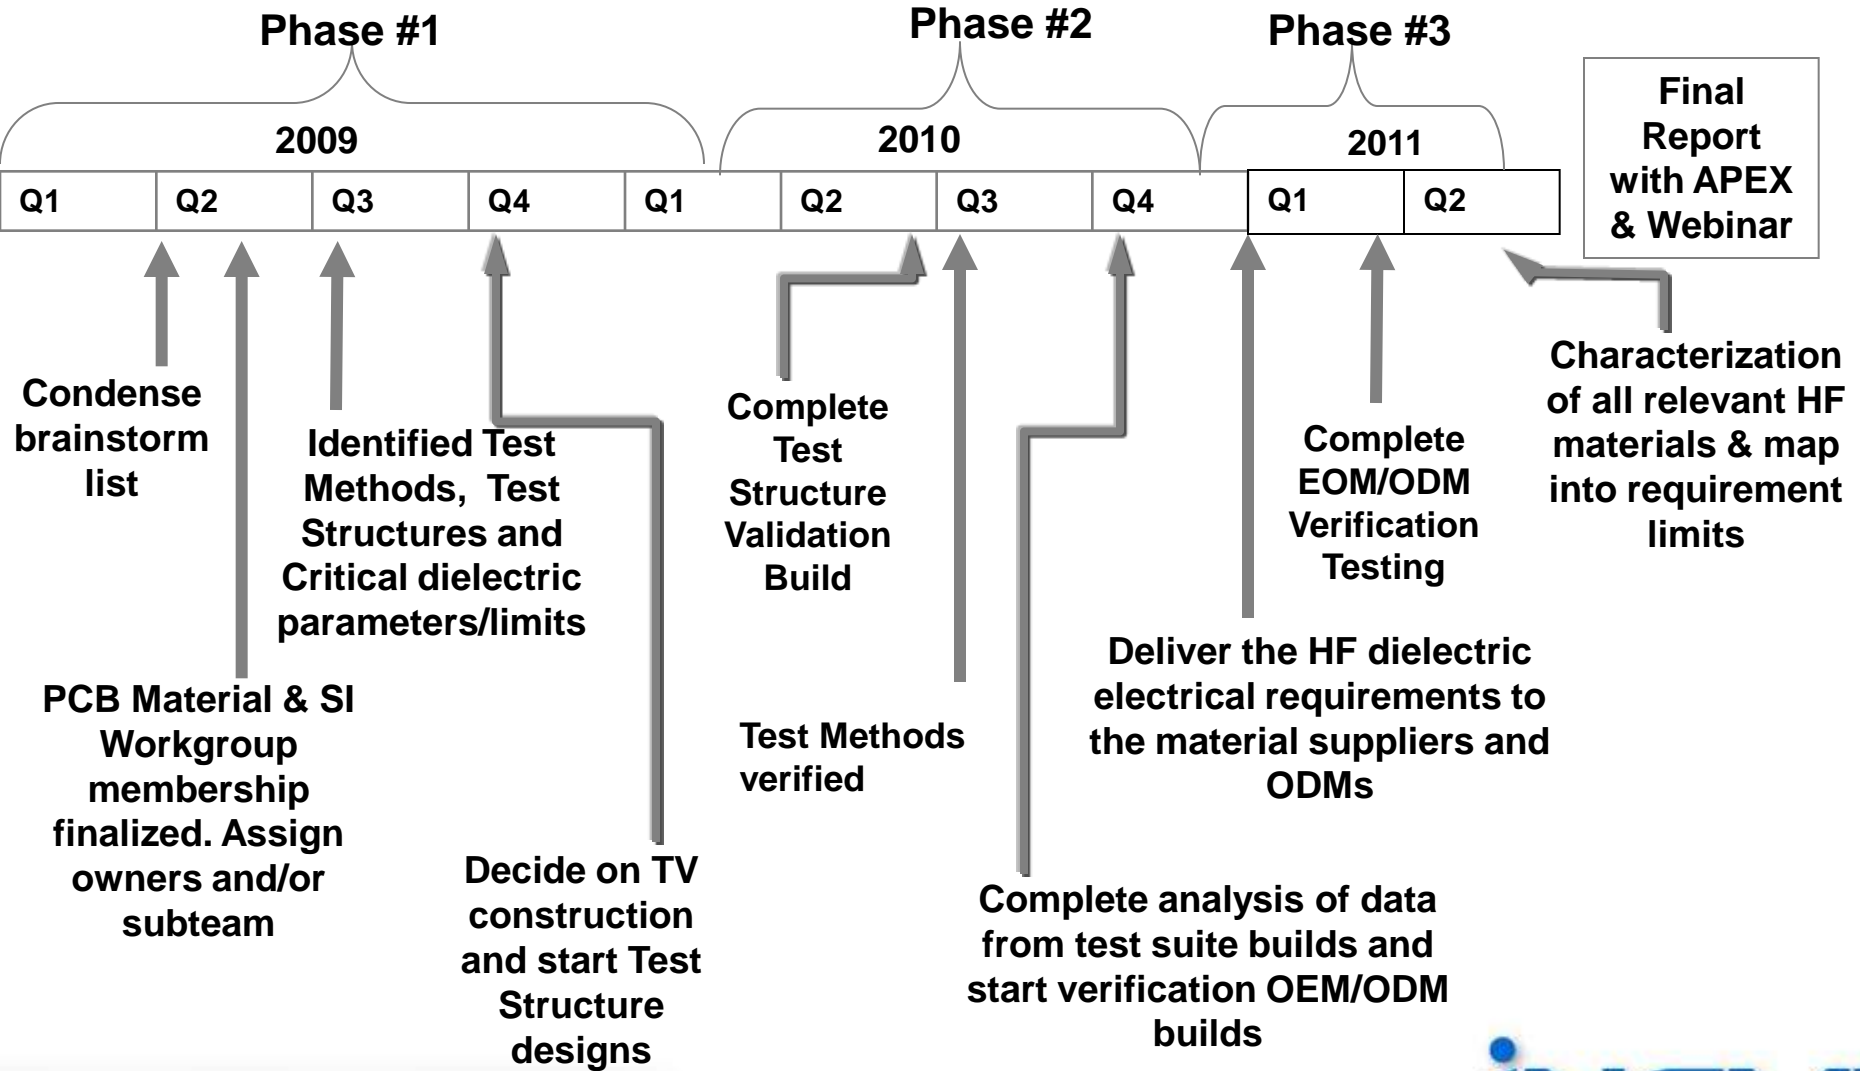 Phase #1
Phase #2
Phase #3
2009
2010
2011
Q1
Q2
Q3
Q4
Q1
Q2
Q3
Q4
Q1
Q2
Final
Report
with APEX
& Webinar
Condense
brainstorm
list
PCB Material & SI
Workgroup
membership
finalized. Assign
owners and/or
subteam
Identified Test
Methods, Test
Structures and
Critical dielectric
parameters/limits
Decide on TV
construction
and start Test
Structure
designs
Complete
Test
Structure
Validation
Build
Test Methods
verified
Complete analysis of data
from test suite builds and
start verification OEM/ODM
builds
Deliver the HF dielectric
electrical requirements to
the material suppliers and
ODMs
Complete
EOM/ODM
Verification
Testing
Characterization
of all relevant HF
materials & map
into requirement
limits